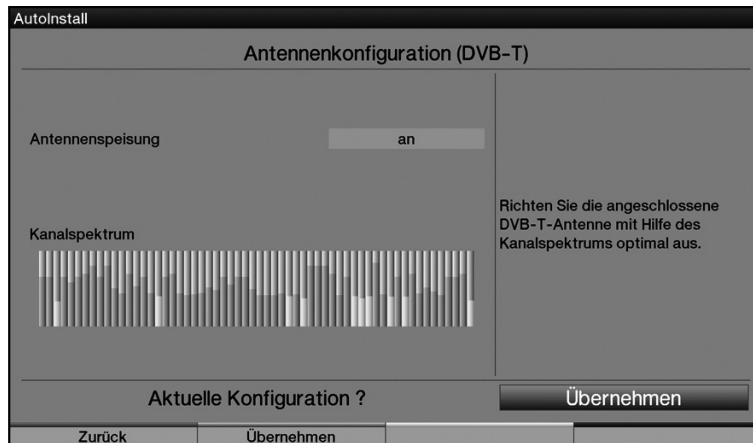 AutoInstall
Antennenkonfiguration (DVB-T)
Antennenspeisung
an
Kanalspektrum
Richten Sie die angeschlossene
DVB-T-Antenne mit Hilfe des
Kanalspektrums optimal aus.
Aktuelle Konfiguration ?
Übernehmen
Zurück
Übernehmen